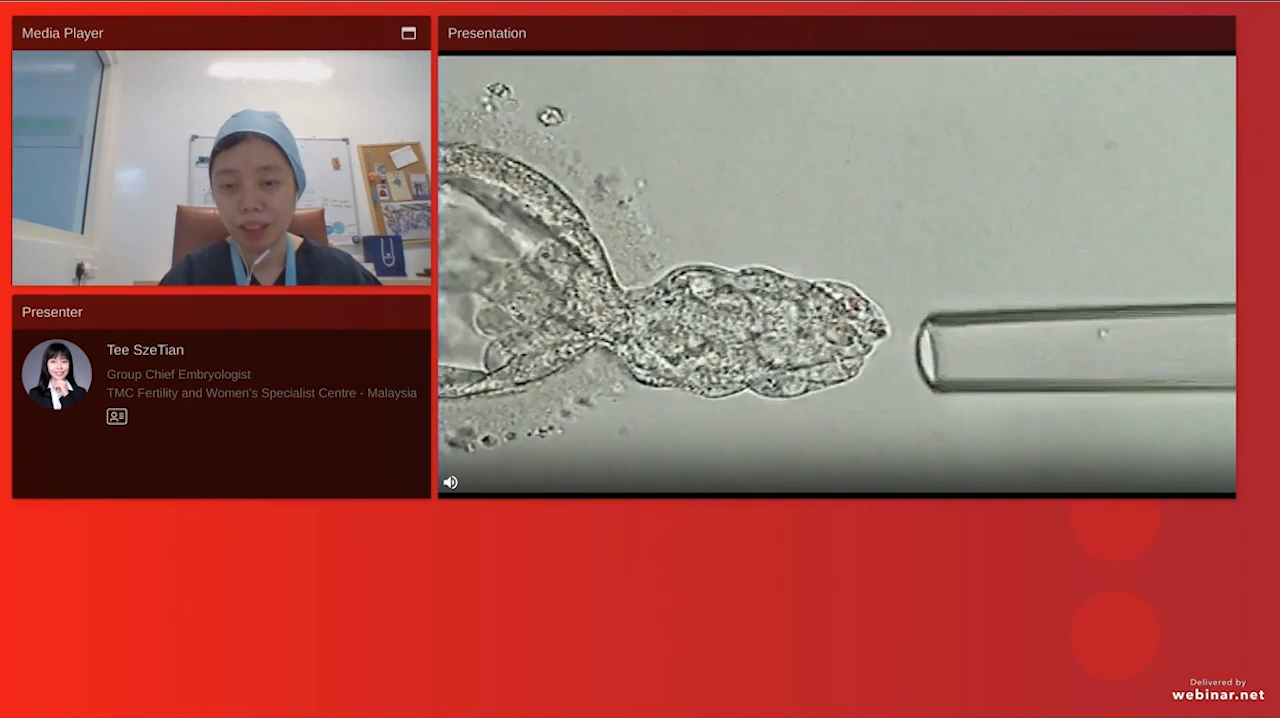 Media Player
Presentation
Presenter
Tee SzeTian
Group Chief Embryologist
TMC Fertility and Women's Specialist Centre - Malaysia
Delivered by
webinar.net